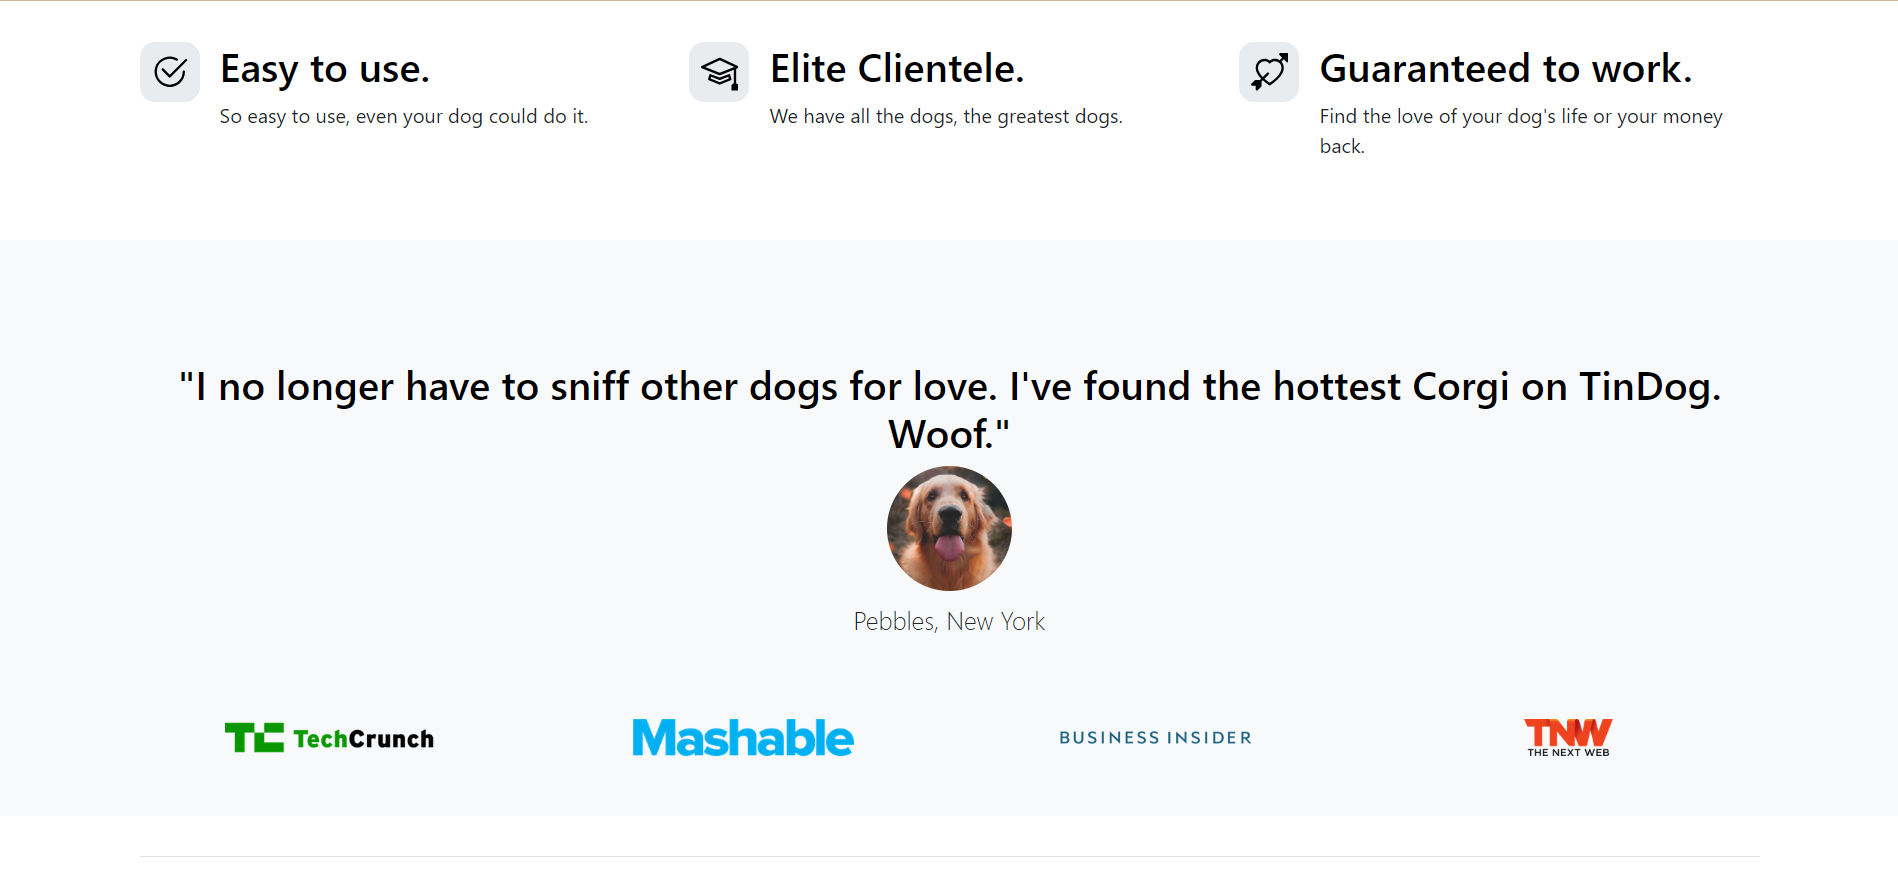 Easy to use.
So easy to use, even your dog could do it.
Elite Clientele.
We have all the dogs, the greatest dogs.
Guaranteed to work.
Find the love of your dog's life or your money
back.
"I no longer have to sniff other dogs for love. I've found the hottest Corgi on TinDog.
Woof."
Pebbles, New York
TC TechCrunch
Mashable
BUSINESS INSIDER
TNW
THE NEXT WEB